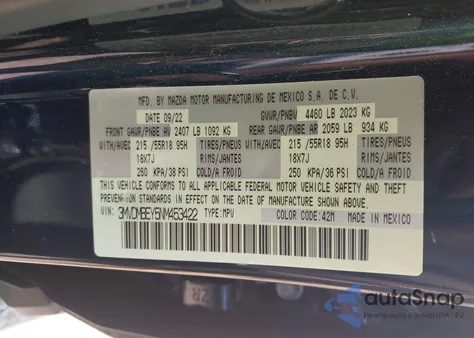 MFD. BY MAZDA MOTOR MANUFACTURING DE MEXICO S.A. DE C.V.
DATE 09/22 GVWR/PNBV 4460 LB 2023 KG
FRONT GAWR/PNBE AV 2407 LB 1092 KG REAR GAWR/PNBE AR 2059 LB 934 KG
WITH/AVEC 215 /55R18 95H TIRES/PNEUS WITH/AVEC 215 /55R18 95H TIRES/PNEUS
18X7J RIMS/JANTES 18X7J RIMS/JANTES
260 KPA/38 PSI COLD/A FROID 250 KPA/36 PSI COLD/A FROID
THIS VEHICLE CONFORMS TO ALL APPLICABLE FEDERAL MOTOR VEHICLE SAFETY AND THEFT
PREVENTION STANDARDS IN EFFECT ON THE DATE OF MANUFACTURE SHOWN ABOVE.
VIN: 3MVDMBEY5NM453422 TYPE: MPV COLOR CODE: 42M MADE IN MEXICO
ZR
autoSnap